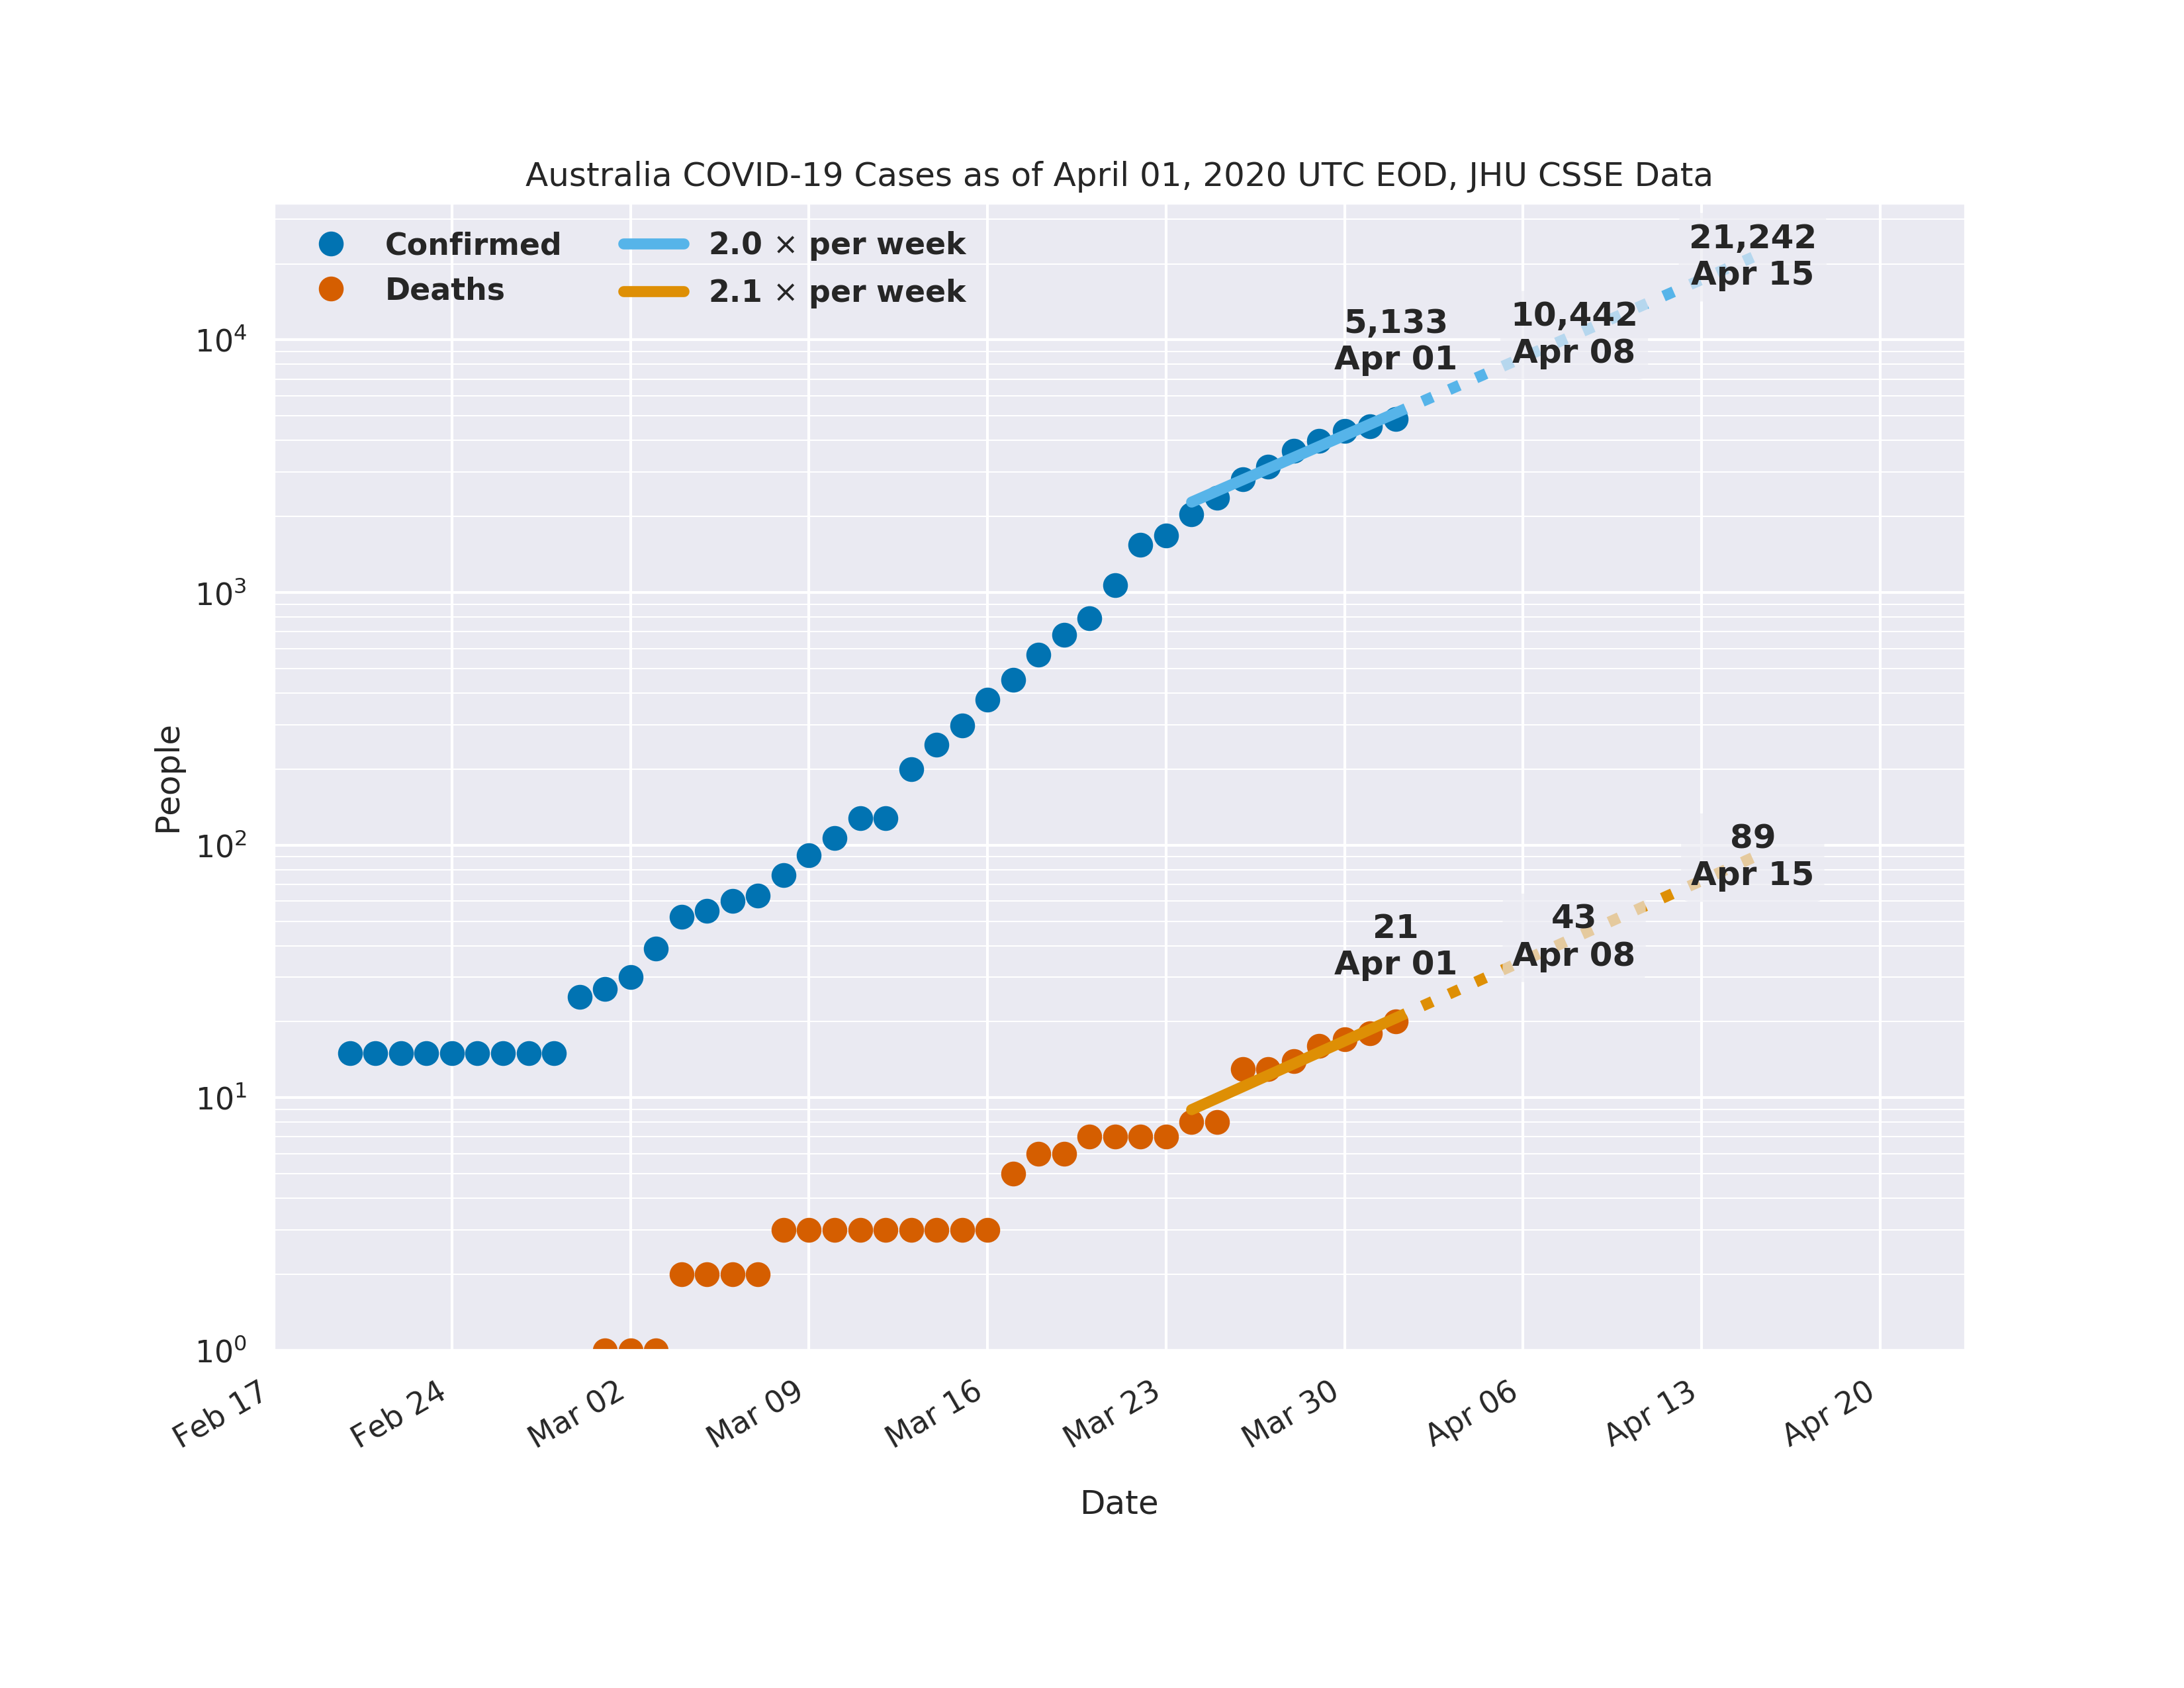 Australia COVID-19 Cases as of April 01, 2020 UTC EOD, JHU CSSE Data
Confirmed
Deaths
2.0 × per week
2.1 × per week
21,242
Apr 15
10,442
Apr 08
5,133
Apr 01
89
Apr 15
43
Apr 08
21
Apr 01
10⁴
10³
10²
10¹
10⁰
People
Feb 17
Feb 24
Mar 02
Mar 09
Mar 16
Mar 23
Mar 30
Apr 06
Apr 13
Apr 20
Date